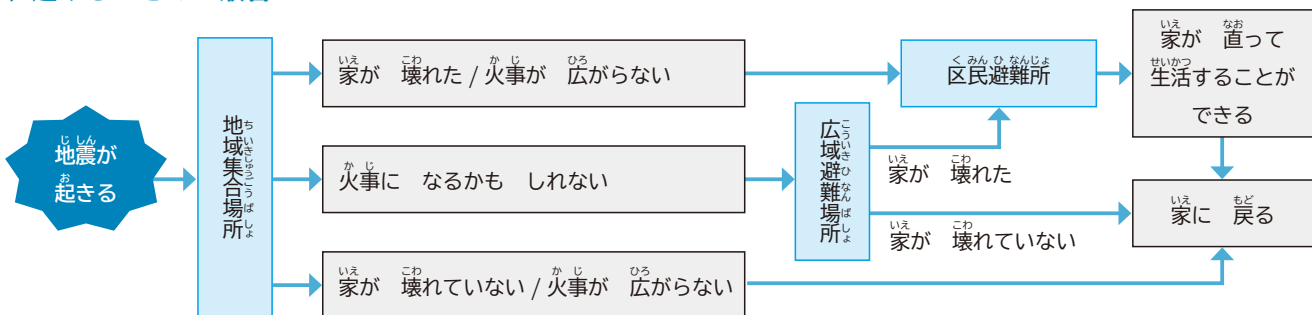 地震が
起きる
地域集合場所
家が 壊れた / 火事が 広がらない
火事に なるかも しれない
家が 壊れていない / 火事が 広がらない
広域避難場所
家が 壊れた
家が 壊れていない
区民避難所
家が 直って
生活することが
できる
家に 戻る